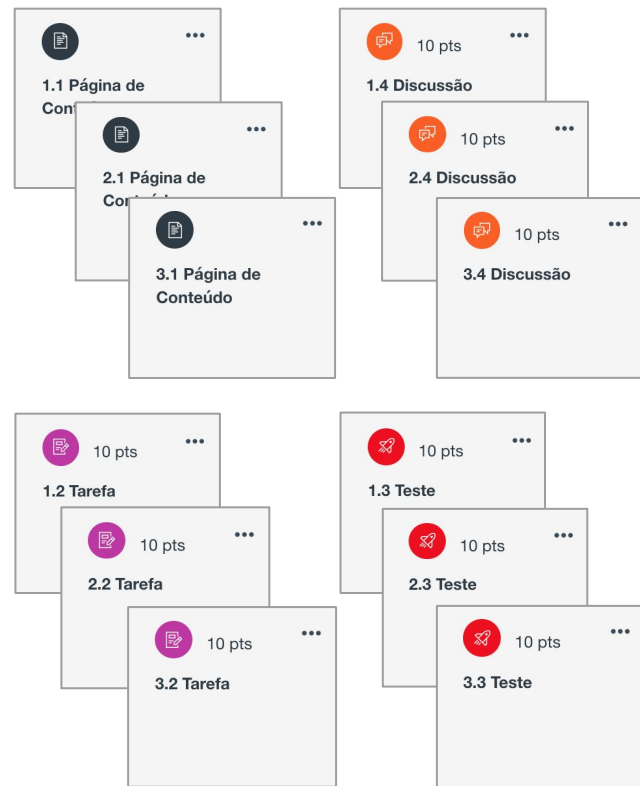 1.1 Página de
2.1 Página de
3.1 Página de
Conteúdo
10 pts
1.4 Discussão
10 pts
2.4 Discussão
10 pts
3.4 Discussão
10 pts
1.2 Tarefa
10 pts
2.2 Tarefa
10 pts
3.2 Tarefa
10 pts
1.3 Teste
10 pts
2.3 Teste
10 pts
3.3 Teste